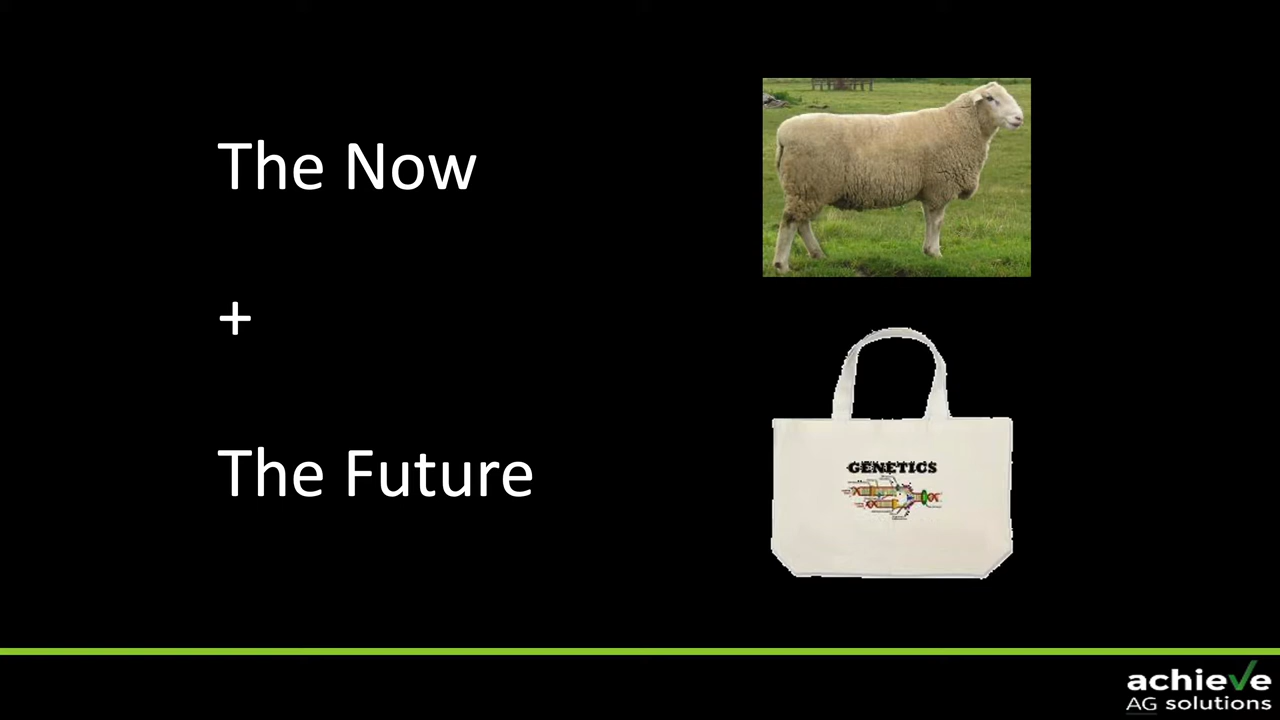 The Now
+
The Future
GENETICS
achieve
AG solutions